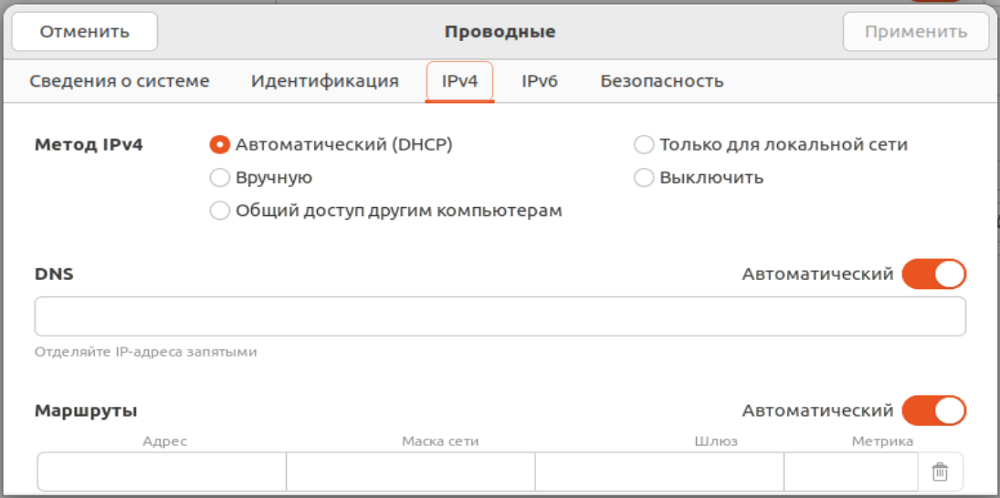 Отменить Проводные Применить
Сведения о системе Идентификация IPv4 IPv6 Безопасность
Метод IPv4 Автоматический (DHCP) Только для локальной сети
Вручную Выключить
Общий доступ другим компьютерам
DNS Автоматический
Отделяйте IP-адреса запятыми
Маршруты Автоматический
Адрес Маска сети Шлюз Метрика